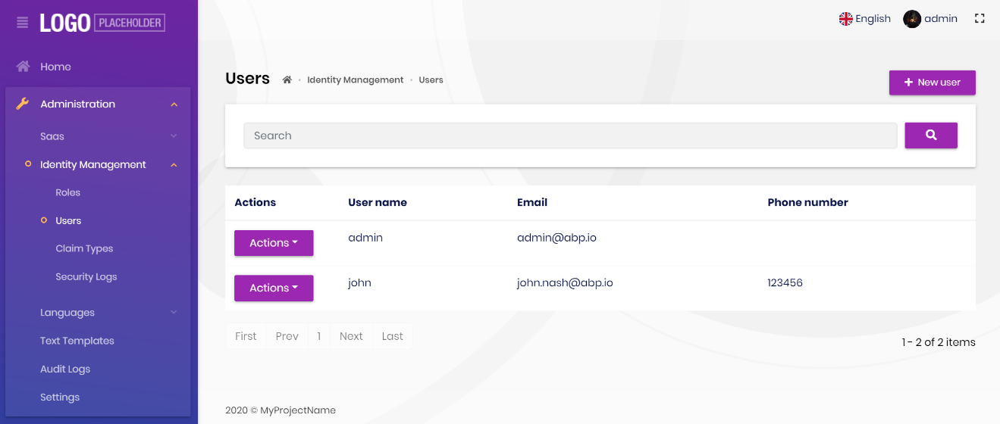 LOGO PLACEHOLDER
Home
Administration
Saas
Identity Management
Roles
Users
Claim Types
Security Logs
Languages
Text Templates
Audit Logs
Settings
English admin
Users Identity Management Users
New user
Search
Actions User name Email Phone number
Actions admin admin@abp.io
Actions john john.nash@abp.io 123456
First Prev 1 Next Last
1 - 2 of 2 items
2020 © MyProjectName